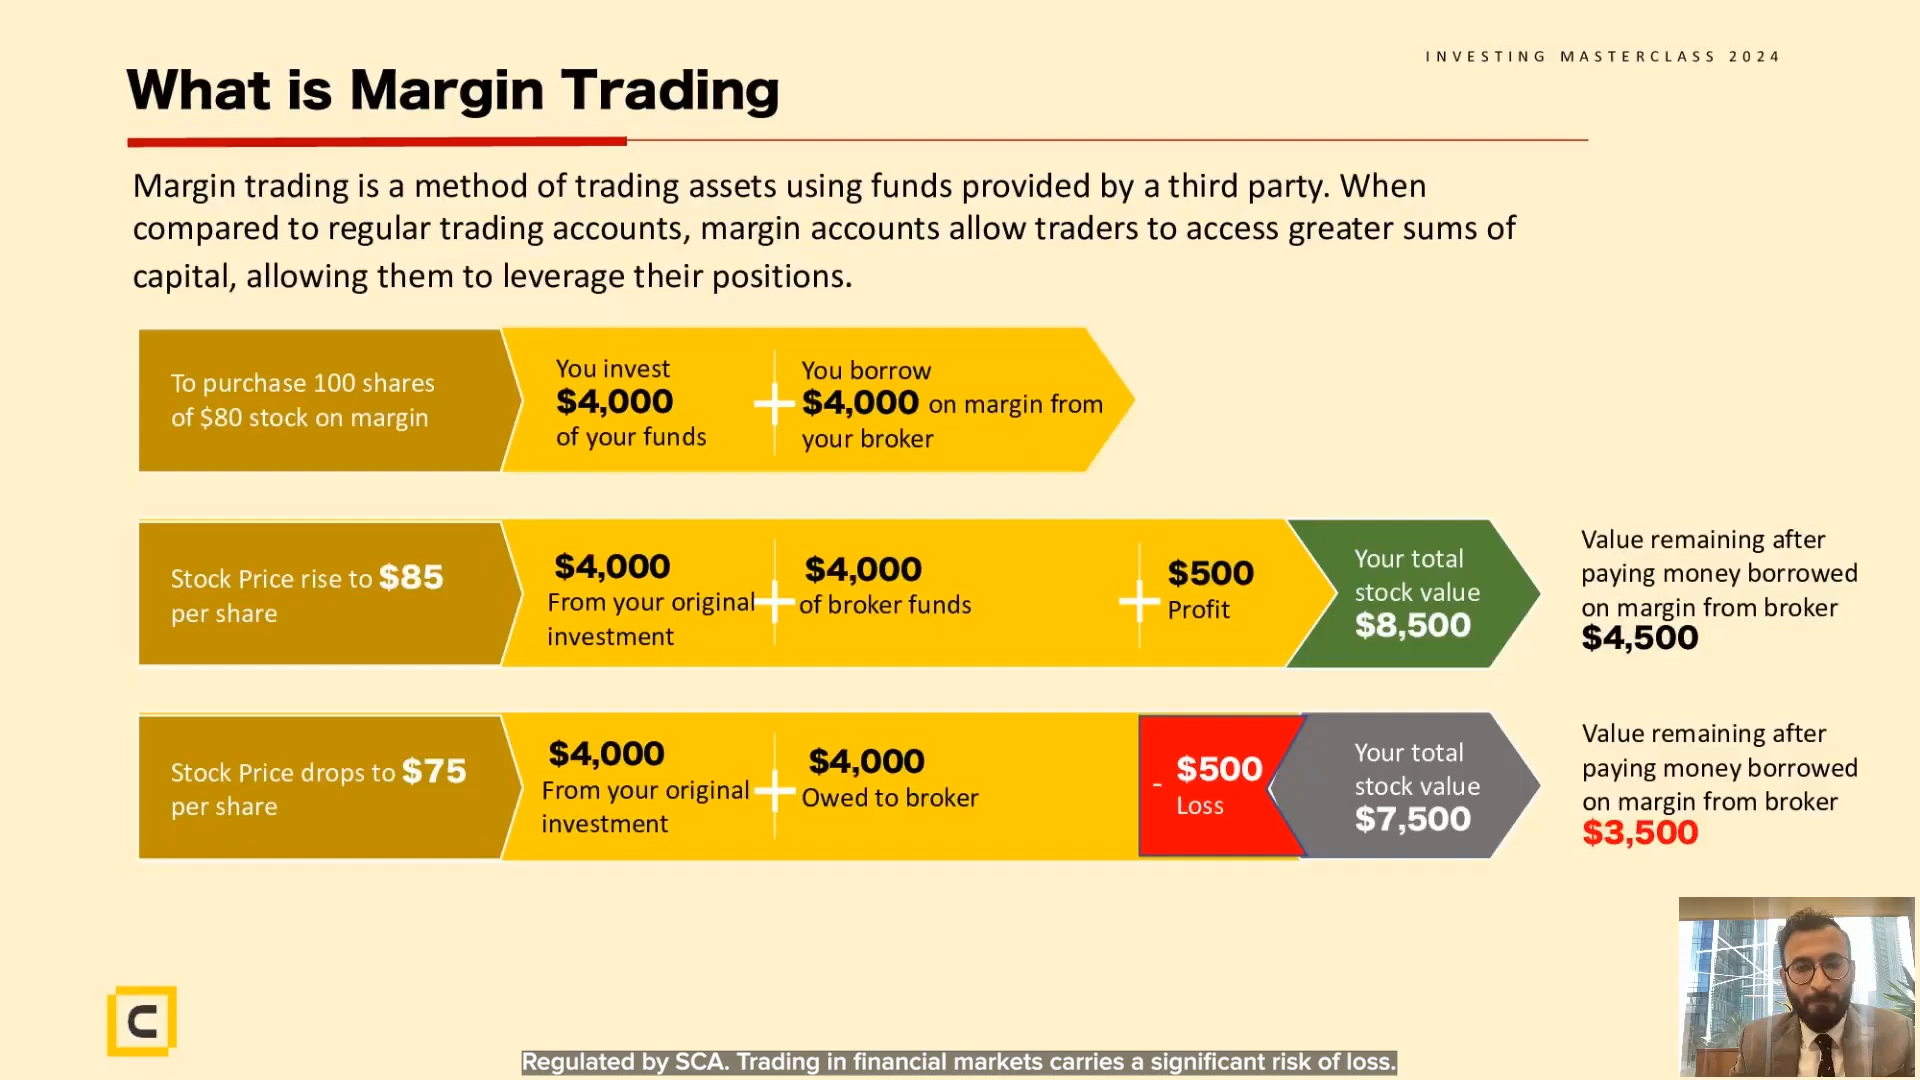 INVESTING MASTERCLASS 2024
What is Margin Trading
Margin trading is a method of trading assets using funds provided by a third party. When
compared to regular trading accounts, margin accounts allow traders to access greater sums of
capital, allowing them to leverage their positions.
To purchase 100 shares
of $80 stock on margin
You invest
$4,000
of your funds
+
You borrow
$4,000 on margin from
your broker
Stock Price rise to $85
per share
$4,000
From your original
investment
+
$4,000
of broker funds
+
$500
Profit
Your total
stock value
$8,500
Value remaining after
paying money borrowed
on margin from broker
$4,500
Stock Price drops to $75
per share
$4,000
From your original
investment
+
$4,000
Owed to broker
- $500
Loss
Your total
stock value
$7,500
Value remaining after
paying money borrowed
on margin from broker
$3,500
C
Regulated by SCA. Trading in financial markets carries a significant risk of loss.